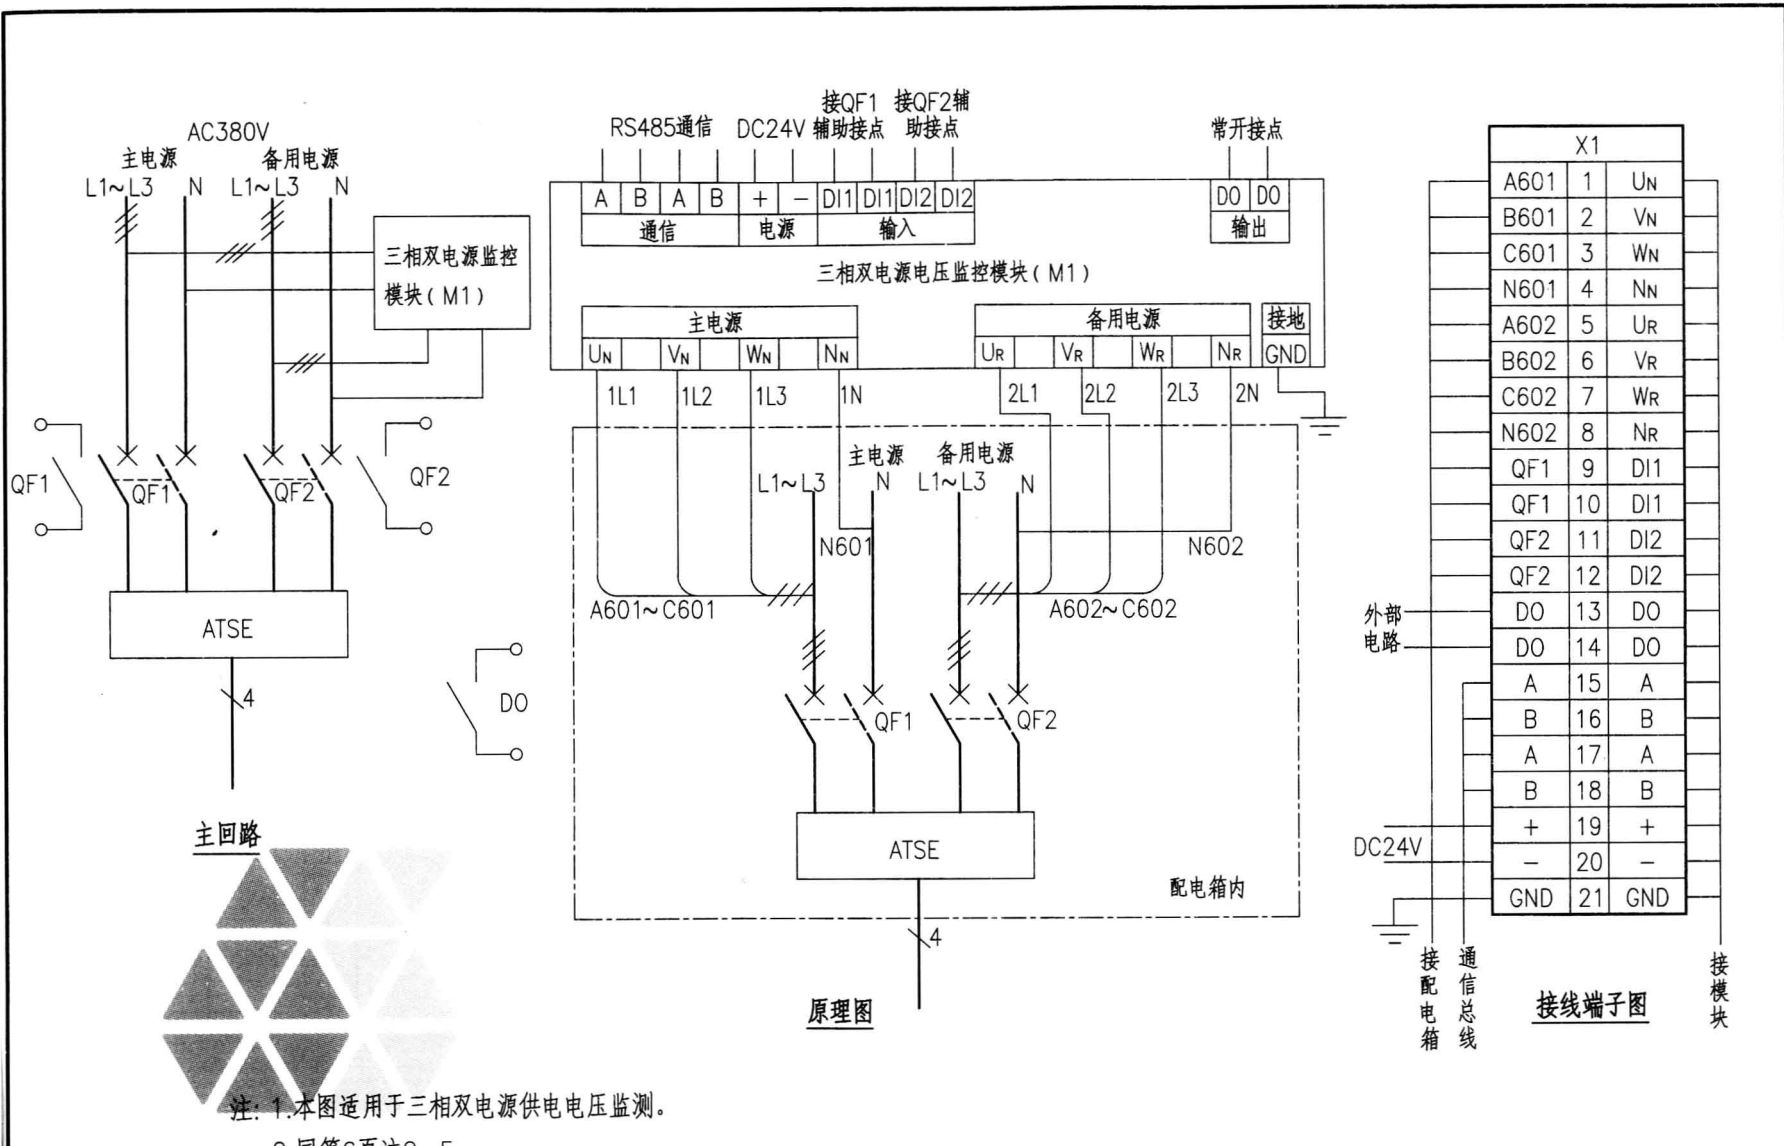 AC380V
主电源
备用电源
L1~L3
N
L1~L3
N
三相双电源监控
模块(M1)
QF1
QF1
QF2
QF2
ATSE
4
DO
主回路
RS485通信
DC24V
接QF1
辅助接点
接QF2辅
助接点
常开接点
A B A B + - DI1 DI1 DI2 DI2
DO DO
通信 电源 输入
输出
三相双电源电压监控模块(M1)
主电源
备用电源
接地
UN VN WN NN
UR VR WR NR
GND
1L1 1L2 1L3 1N
2L1 2L2 2L3 2N
主电源
备用电源
L1~L3 N
L1~L3 N
N601
N602
A601~C601
A602~C602
QF1
QF2
ATSE
配电箱内
4
原理图
X1
A601 1 UN
B601 2 VN
C601 3 WN
N601 4 NN
A602 5 UR
B602 6 VR
C602 7 WR
N602 8 NR
QF1 9 DI1
QF1 10 DI1
QF2 11 DI2
QF2 12 DI2
DO 13 DO
DO 14 DO
A 15 A
B 16 B
A 17 A
B 18 B
+ 19 +
- 20 -
GND 21 GND
外部
电路
DC24V
接配电箱
通信总线
接模块
接线端子图
注: 1.本图适用于三相双电源供电电压监测。